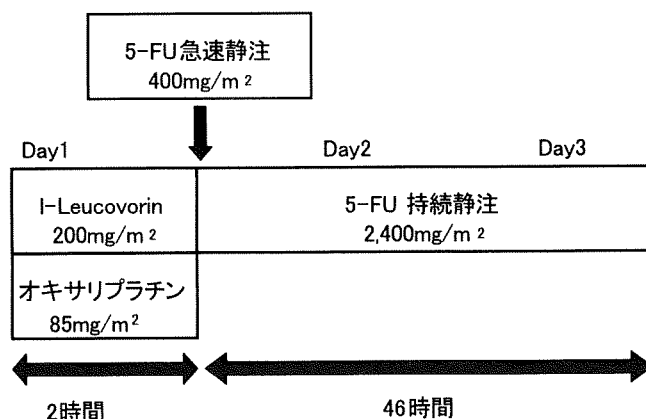 5-FU急速静注
400mg/m²
Day1
Day2
Day3
l-Leucovorin
200mg/m²
5-FU 持続静注
2,400mg/m²
オキサリプラチン
85mg/m²
2時間
46時間